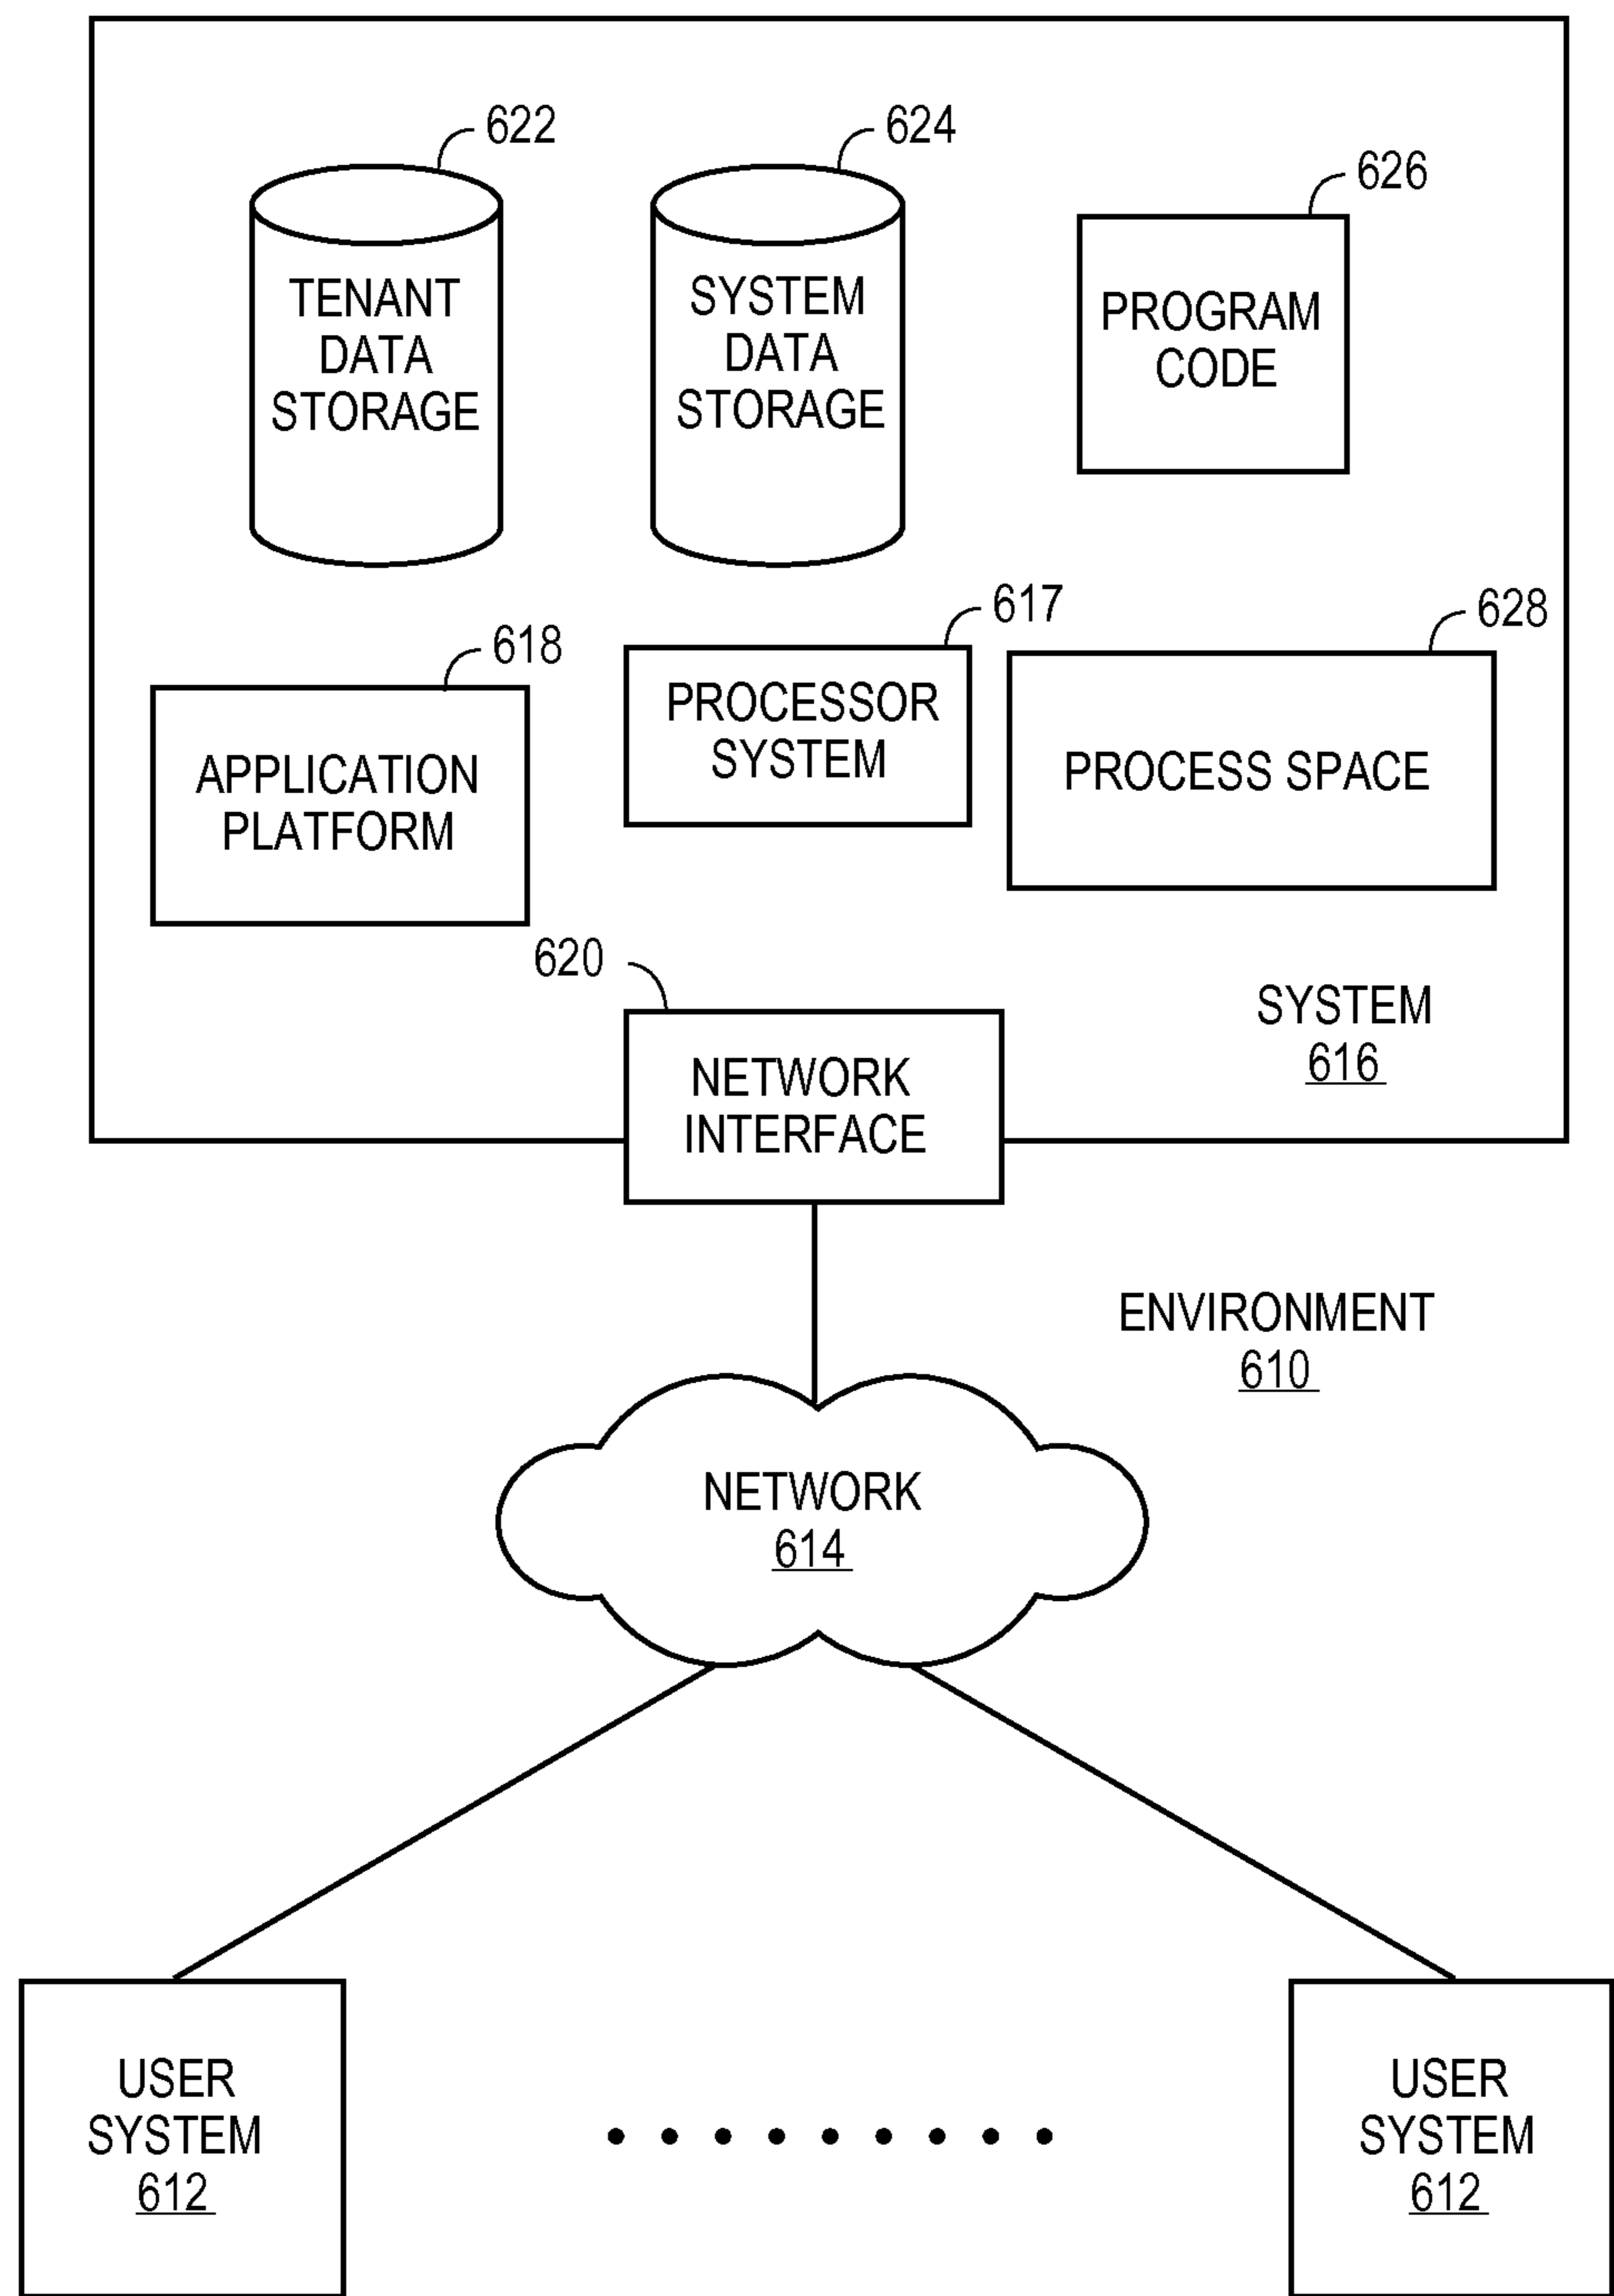 622
624
626
TENANT
DATA
STORAGE
SYSTEM
DATA
STORAGE
PROGRAM
CODE
618
617
628
APPLICATION
PLATFORM
PROCESSOR
SYSTEM
PROCESS SPACE
620
NETWORK
INTERFACE
SYSTEM
616
ENVIRONMENT
610
NETWORK
614
USER
SYSTEM
612
USER
SYSTEM
612